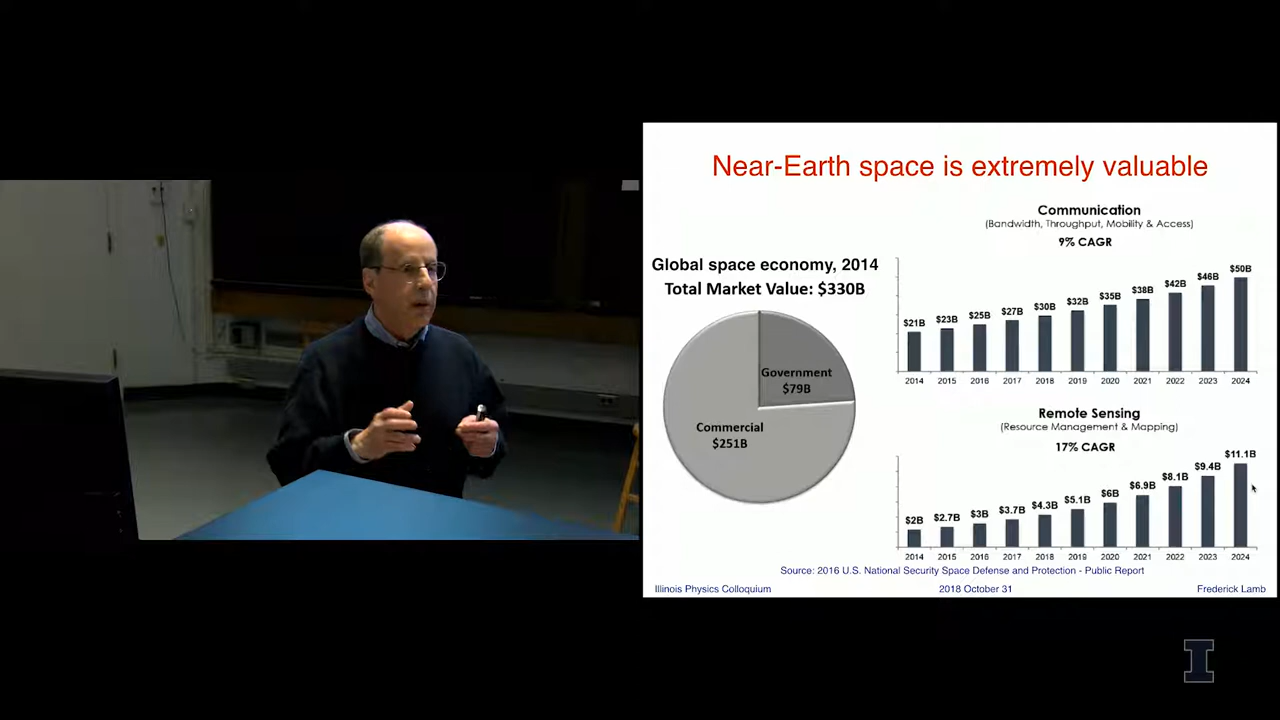 Near-Earth space is extremely valuable
Global space economy, 2014
Total Market Value: $330B
Government
$79B
Commercial
$251B
Communication
(Bandwidth, Throughput, Mobility & Access)
9% CAGR
$21B $23B $25B $27B $30B $32B $35B $38B $42B $46B $50B
2014 2015 2016 2017 2018 2019 2020 2021 2022 2023 2024
Remote Sensing
(Resource Management & Mapping)
17% CAGR
$2B $2.7B $3B $3.7B $4.3B $5.1B $6B $6.9B $8.1B $9.4B $11.1B
2014 2015 2016 2017 2018 2019 2020 2021 2022 2023 2024
Source: 2016 U.S. National Security Space Defense and Protection - Public Report
Illinois Physics Colloquium 2018 October 31 Frederick Lamb
I